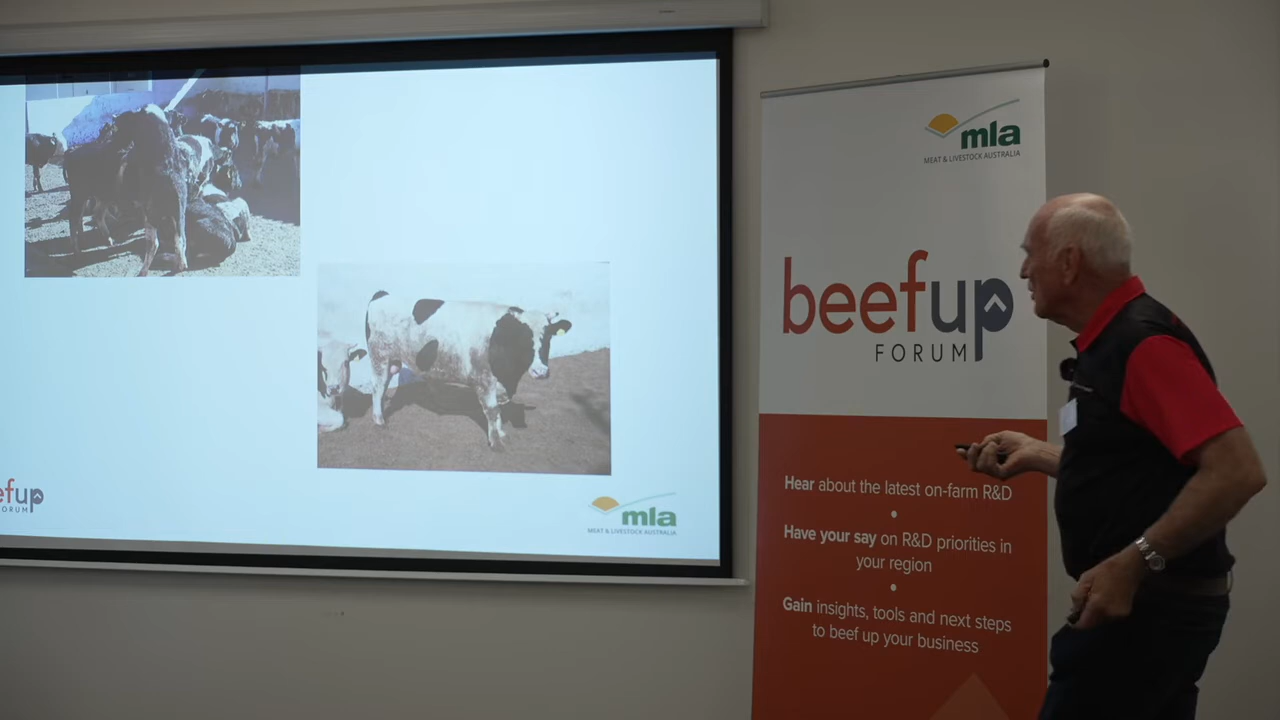 efup
FORUM
mla
MEAT & LIVESTOCK AUSTRALIA
mla
MEAT & LIVESTOCK AUSTRALIA
beefup
FORUM
Hear about the latest on-farm R&D
•
Have your say on R&D priorities in
your region
•
Gain insights, tools and next steps
to beef up your business